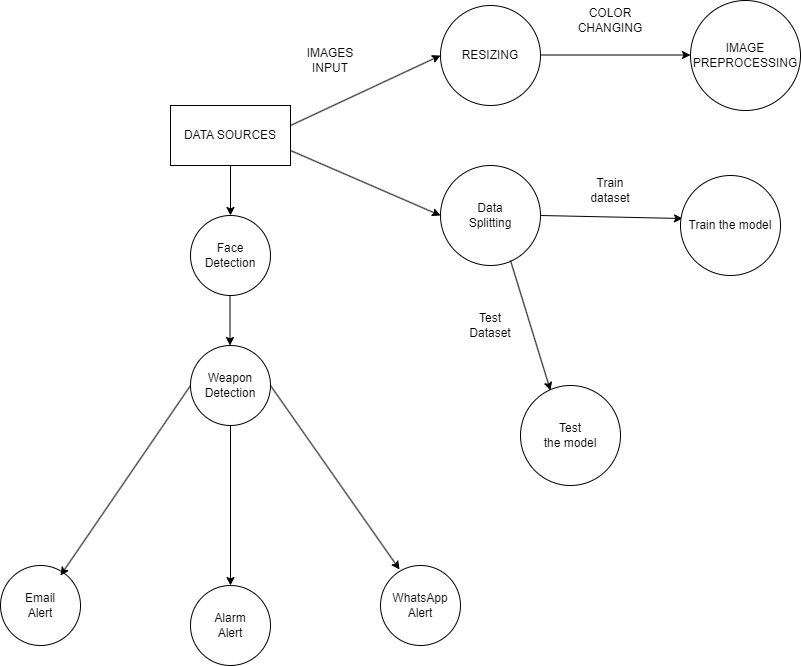 COLOR
CHANGING
IMAGES
INPUT
RESIZING
IMAGE
PREPROCESSING
DATA SOURCES
Data
Splitting
Train
dataset
Train the model
Face
Detection
Test
Dataset
Weapon
Detection
Test
the model
Email
Alert
Alarm
Alert
WhatsApp
Alert